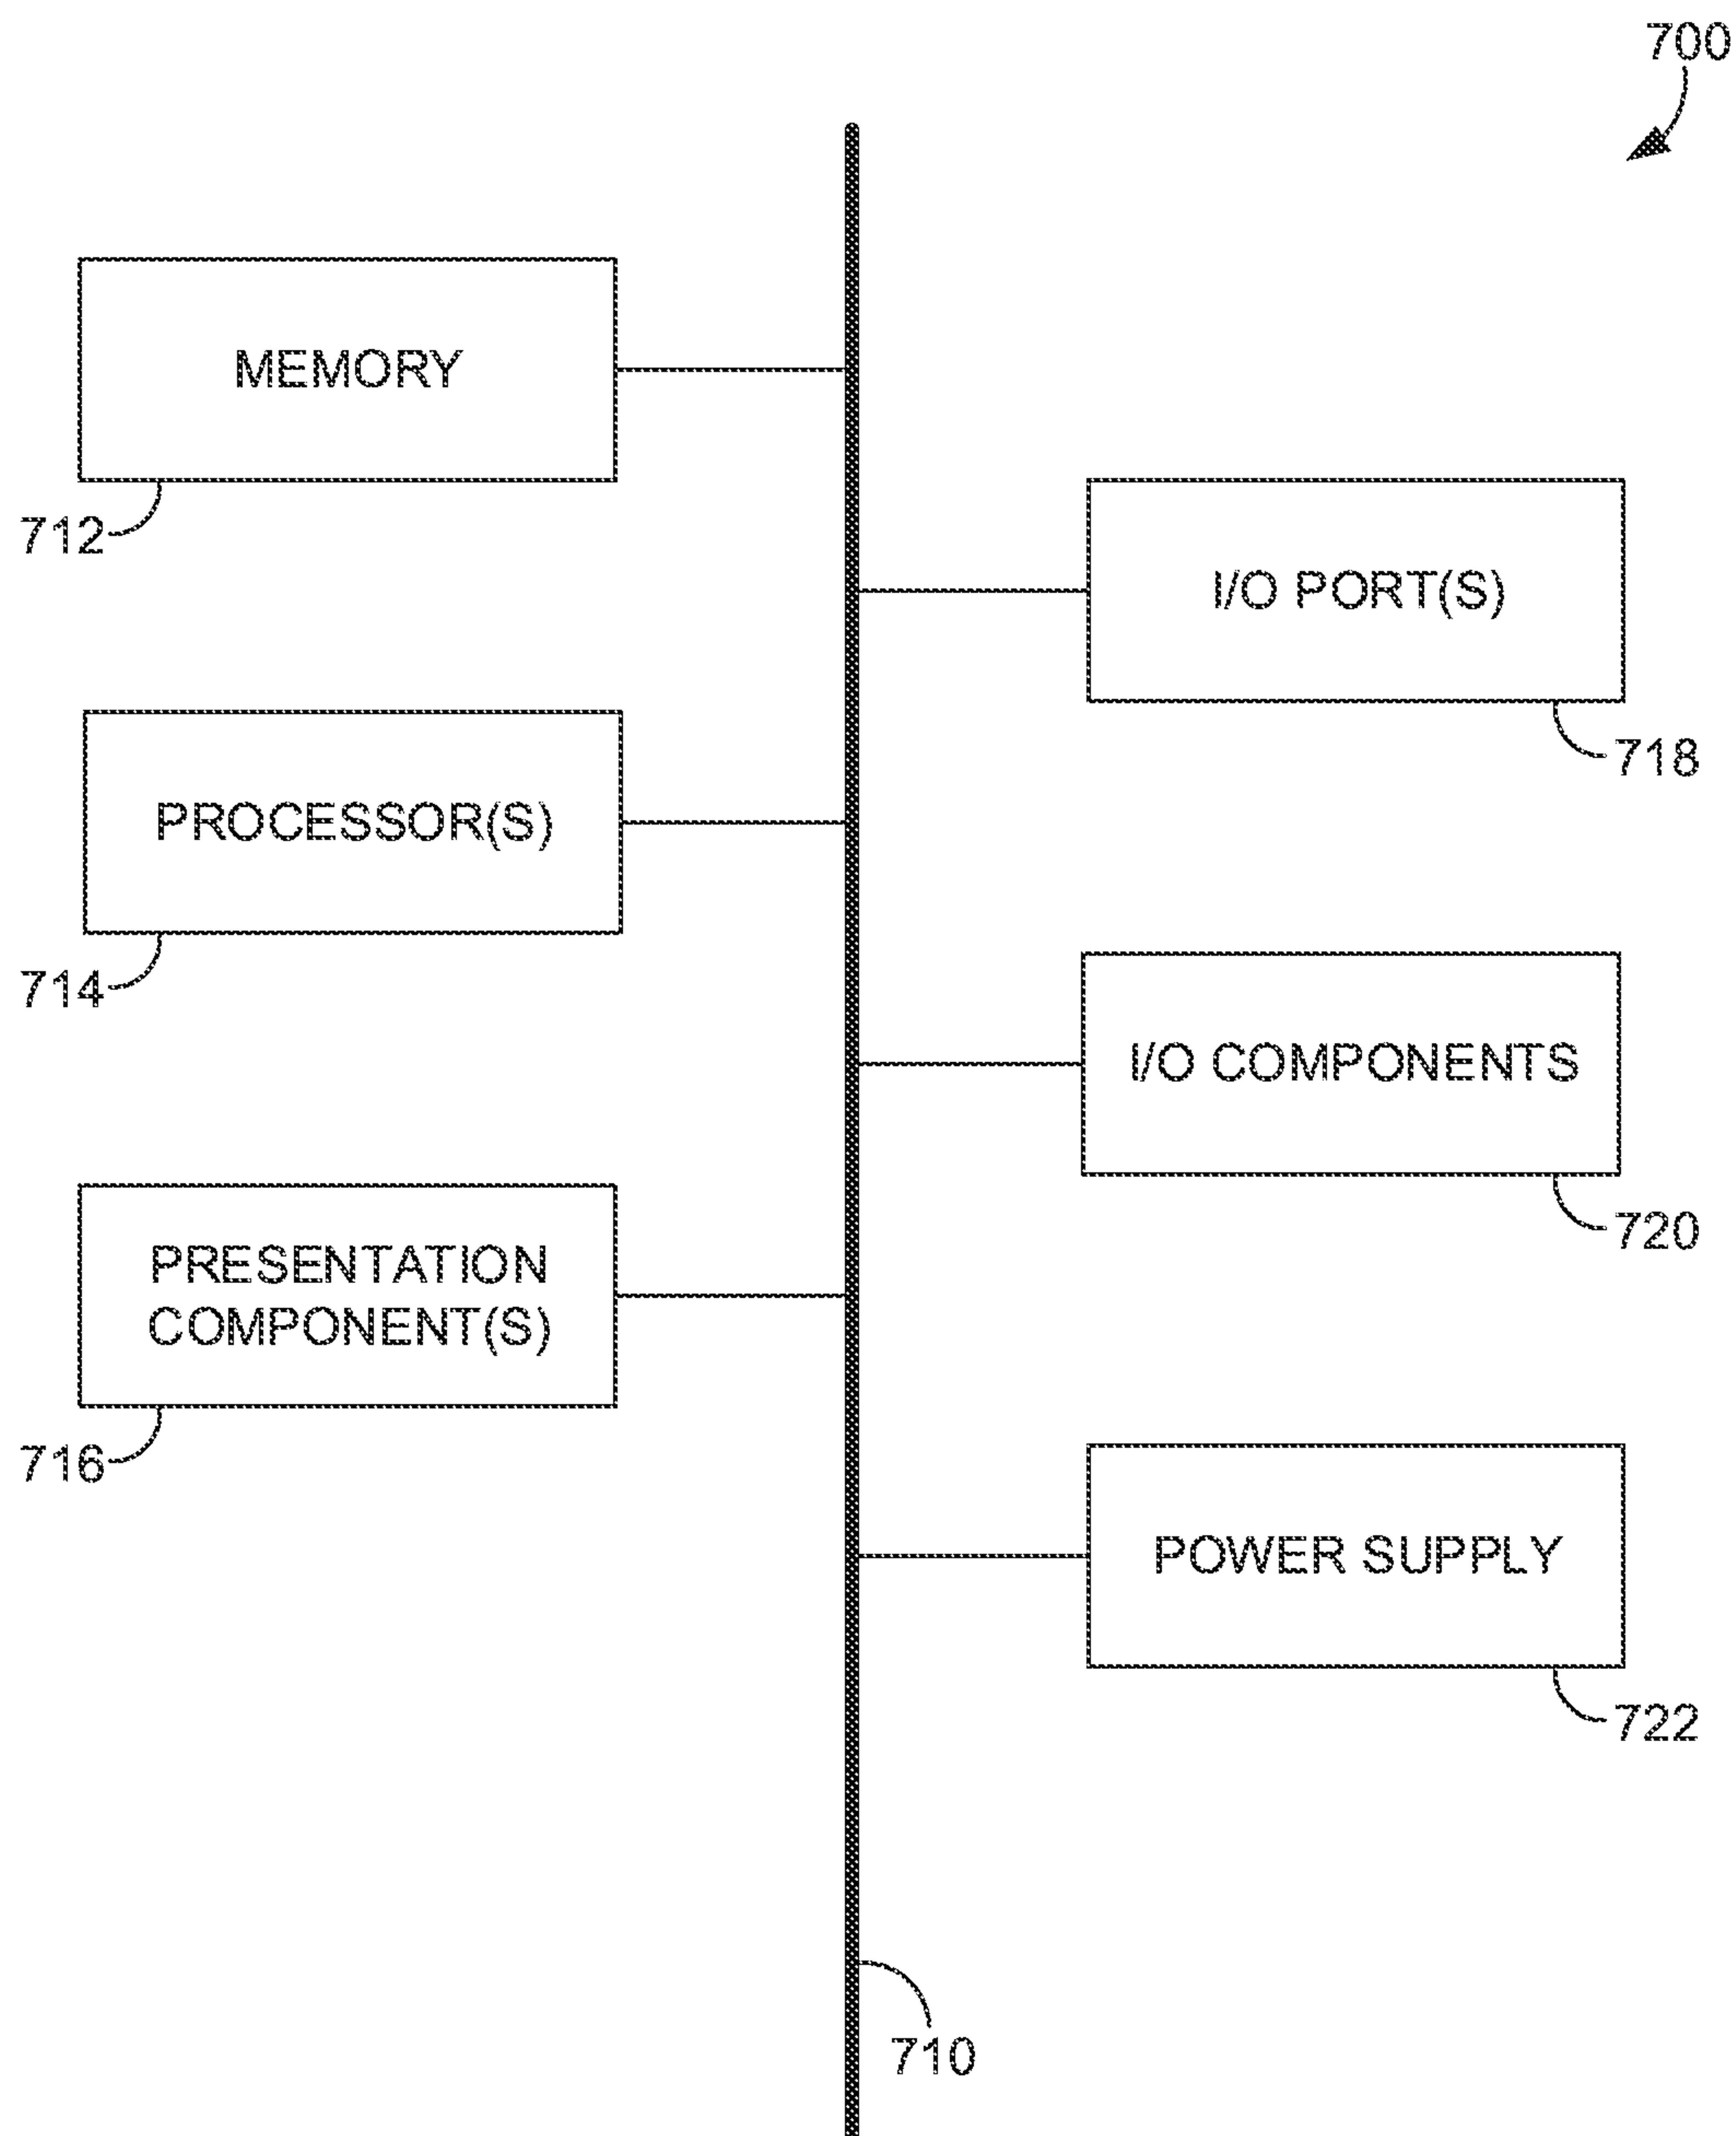 700
MEMORY
712
I/O PORT(S)
718
PROCESSOR(S)
714
I/O COMPONENTS
720
PRESENTATION
COMPONENT(S)
716
POWER SUPPLY
722
710